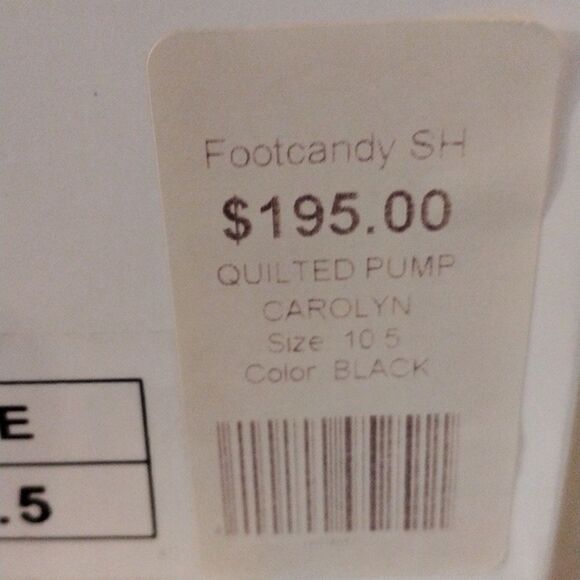 Footcandy SH
$195.00
QUILTED PUMP
CAROLYN
Size 10.5
Color BLACK
E
.5